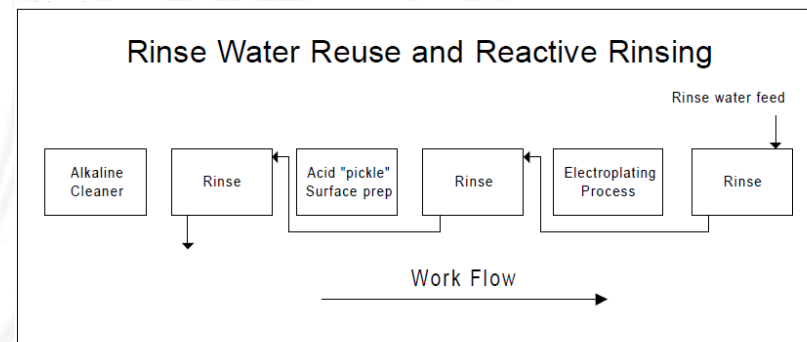 Rinse Water Reuse and Reactive Rinsing
Rinse water feed
Alkaline
Cleaner
Rinse
Acid "pickle"
Surface prep
Rinse
Electroplating
Process
Rinse
Work Flow